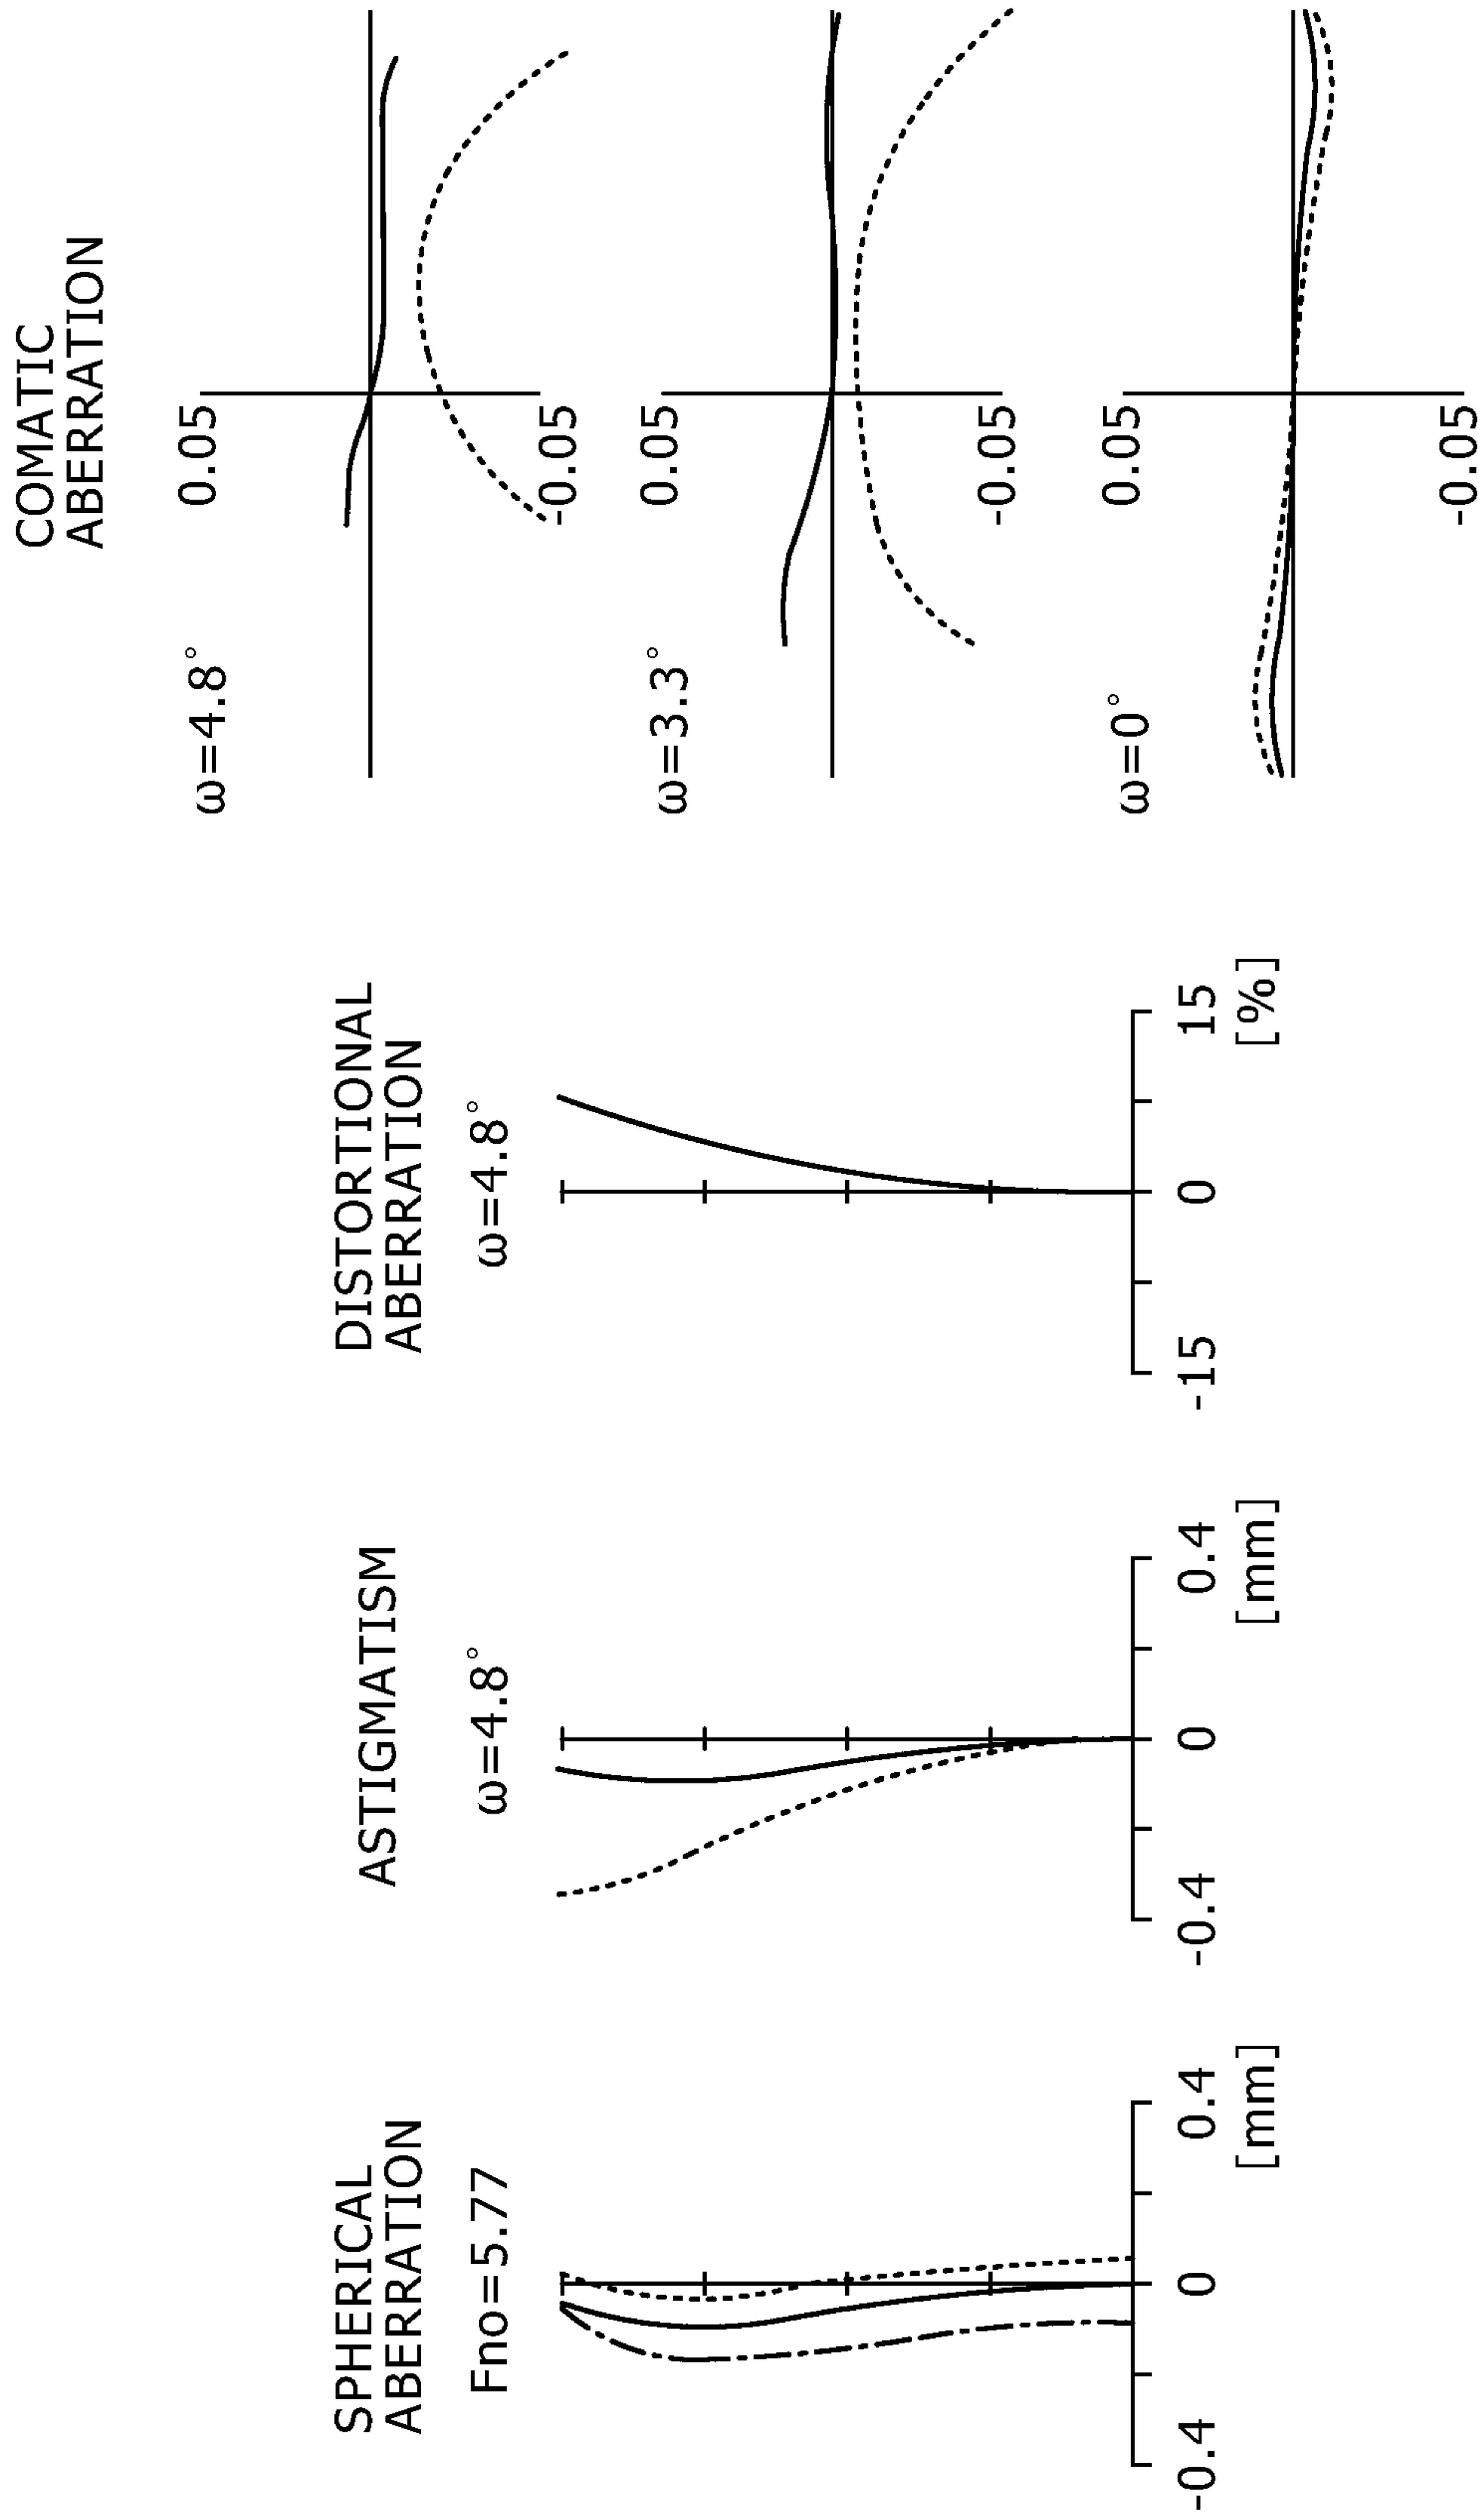 SPHERICAL
ABERRATION
Fno=5.77
-0.4
0
0.4
[mm]
ASTIGMATISM
ω=4.8°
-0.4
0
0.4
[mm]
DISTORTIONAL
ABERRATION
ω=4.8°
-15
0
15
[%]
COMATIC
ABERRATION
ω=4.8°
0.05
-0.05
ω=3.3°
0.05
-0.05
ω=0°
0.05
-0.05